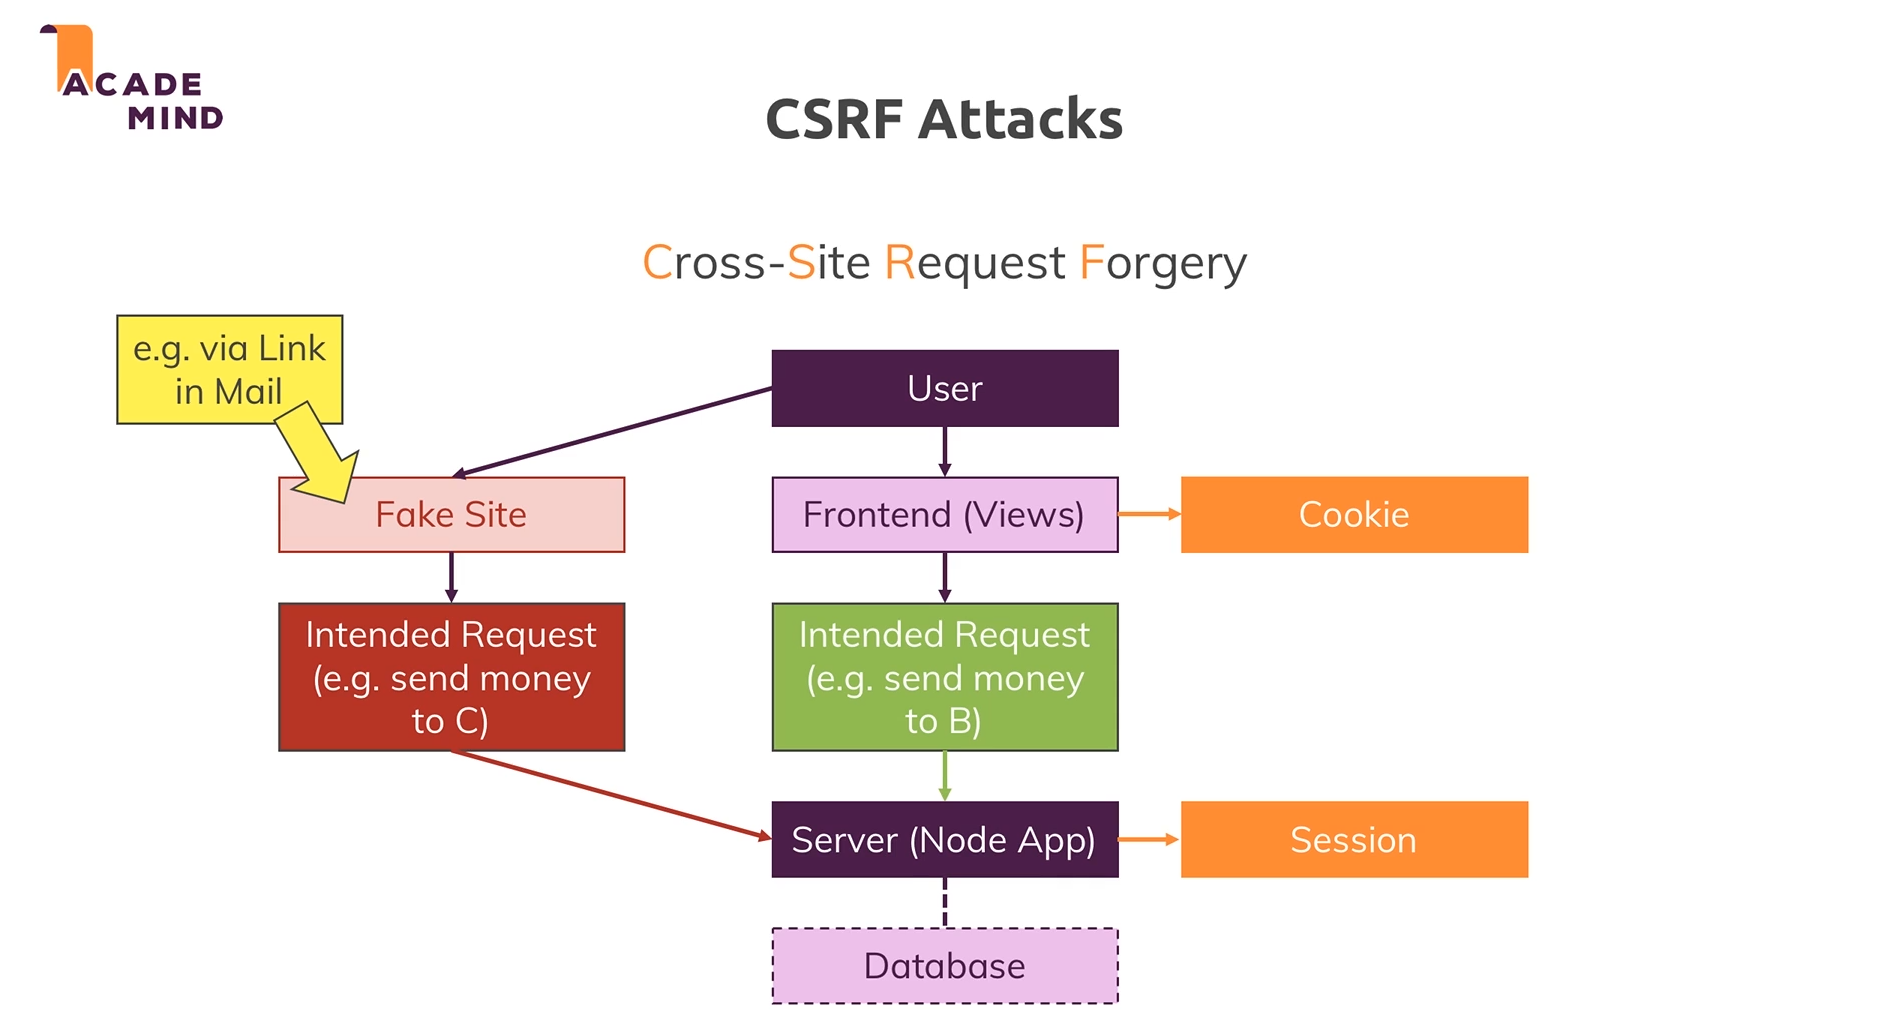 ACADE
MIND
CSRF Attacks
Cross-Site Request Forgery
e.g. via Link
in Mail
User
Fake Site
Frontend (Views)
Cookie
Intended Request
(e.g. send money
to C)
Intended Request
(e.g. send money
to B)
Server (Node App)
Session
Database